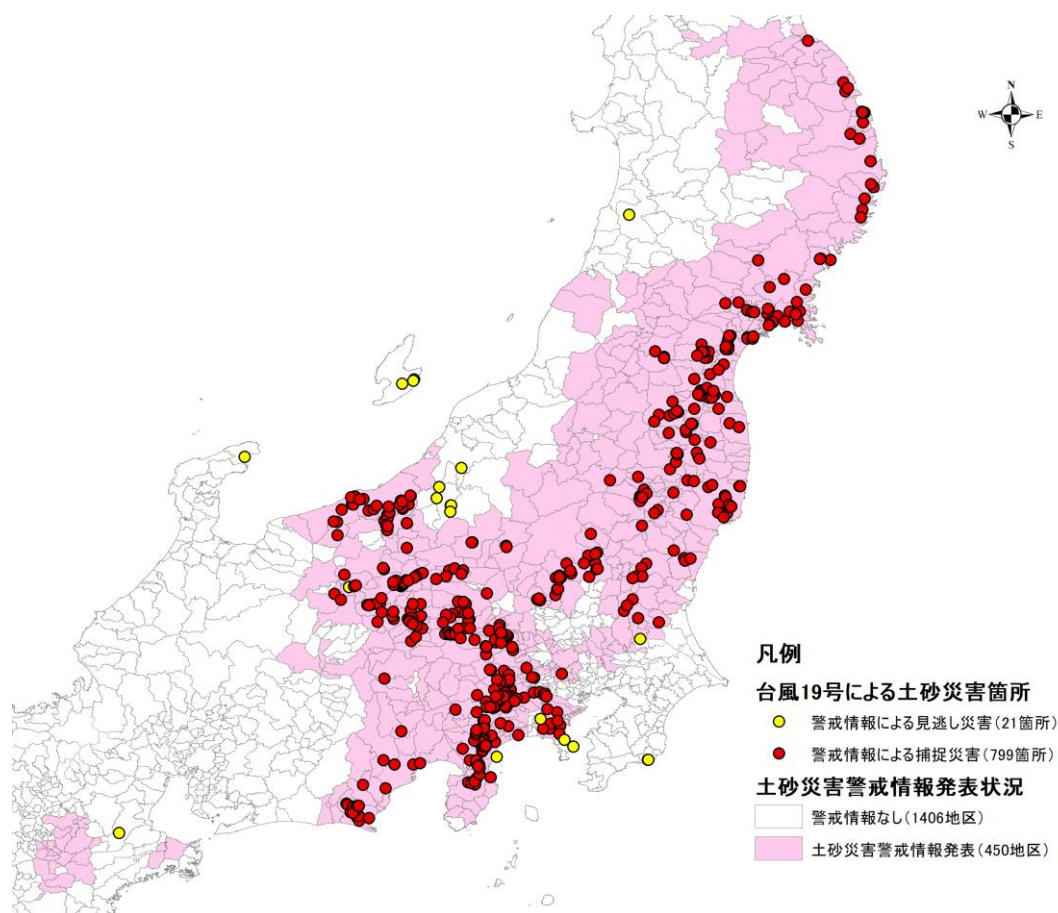 N
W E
S
凡例
台風19号による土砂災害箇所
警戒情報による見逃し災害(21箇所)
警戒情報による捕捉災害(799箇所)
土砂災害警戒情報発表状況
警戒情報なし(1406地区)
土砂災害警戒情報発表(450地区)